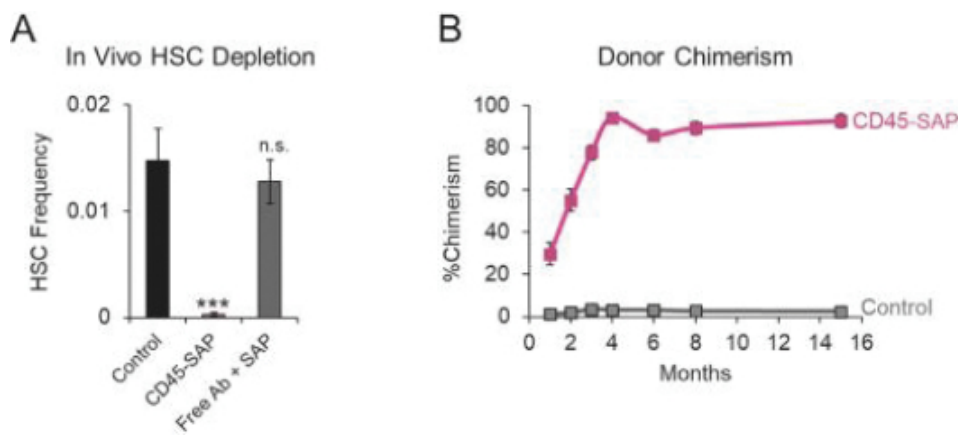 A
In Vivo HSC Depletion
HSC Frequency
0.02
0.01
0
n.s.
***
Control
CD45-SAP
Free Ab + SAP
B
Donor Chimerism
%Chimerism
100
80
60
40
20
0
CD45-SAP
Control
0 2 4 6 8 10 12 14 16
Months